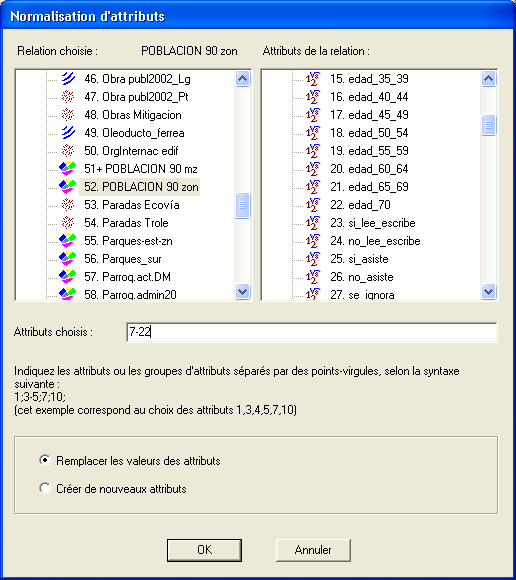 Normalisation d'attributs
Relation choisie : POBLACION 90 zon
Attributs de la relation :
46. Obra publ2002_Lg
47. Obra publ2002_Pt
48. Obras Mitigacion
49. Oleoducto_ferrea
50. OrgInternac edif
51+ POBLACION 90 mz
52. POBLACION 90 zon
53. Paradas Ecovía
54. Paradas Trole
55. Parques-est-zn
56. Parques_sur
57. Parroq.act.DM
58. Parroq.admin20
15. edad_35_39
16. edad_40_44
17. edad_45_49
18. edad_50_54
19. edad_55_59
20. edad_60_64
21. edad_65_69
22. edad_70
23. si_lee_escribe
24. no_lee_escribe
25. si_asiste
26. no_asiste
27. se_ignora
Attributs choisis : 7-22
Indiquez les attributs ou les groupes d'attributs séparés par des points-virgules, selon la syntaxe
suivante :
1;3-5;7;10;
(cet exemple correspond au choix des attributs 1,3,4,5,7,10)
Remplacer les valeurs des attributs
Créer de nouveaux attributs
OK Annuler